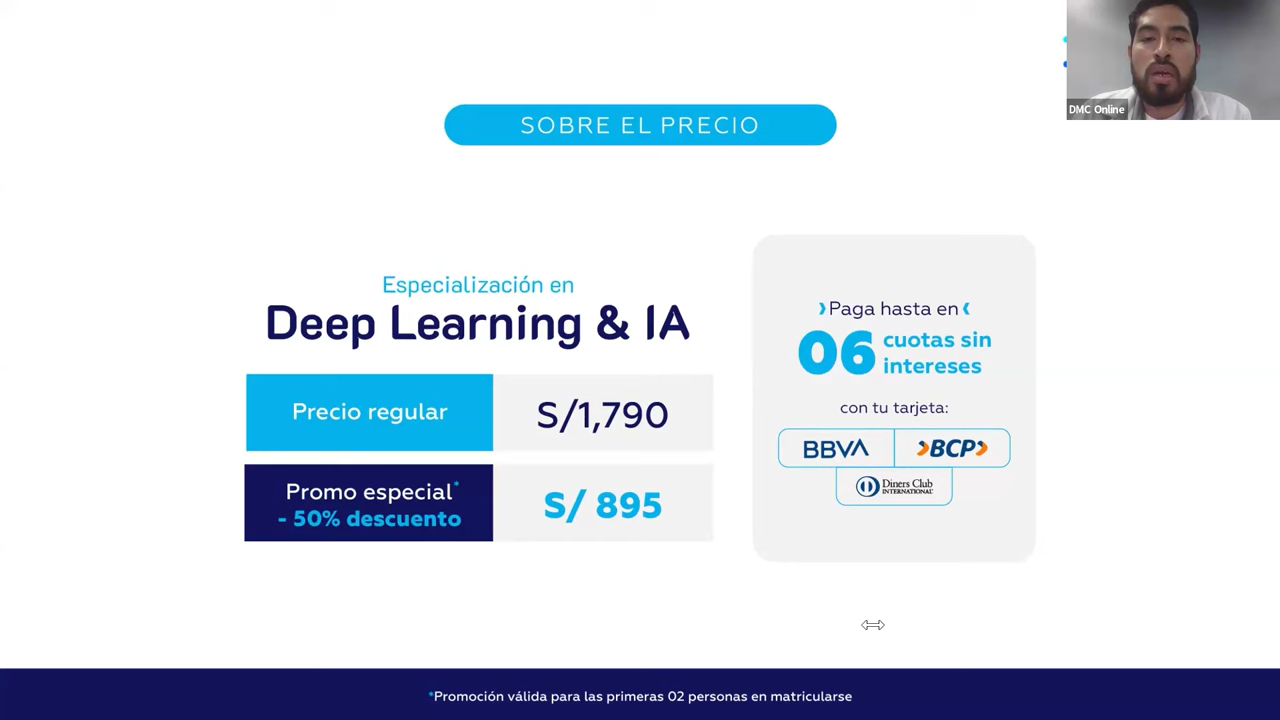 DMC Online
SOBRE EL PRECIO
Especialización en
Deep Learning & IA
Precio regular
S/1,790
Promo especial*
- 50% descuento
S/ 895
Paga hasta en
06 cuotas sin
intereses
con tu tarjeta:
BBVA
BCP
Diners Club
INTERNATIONAL
*Promoción válida para las primeras 02 personas en matricularse